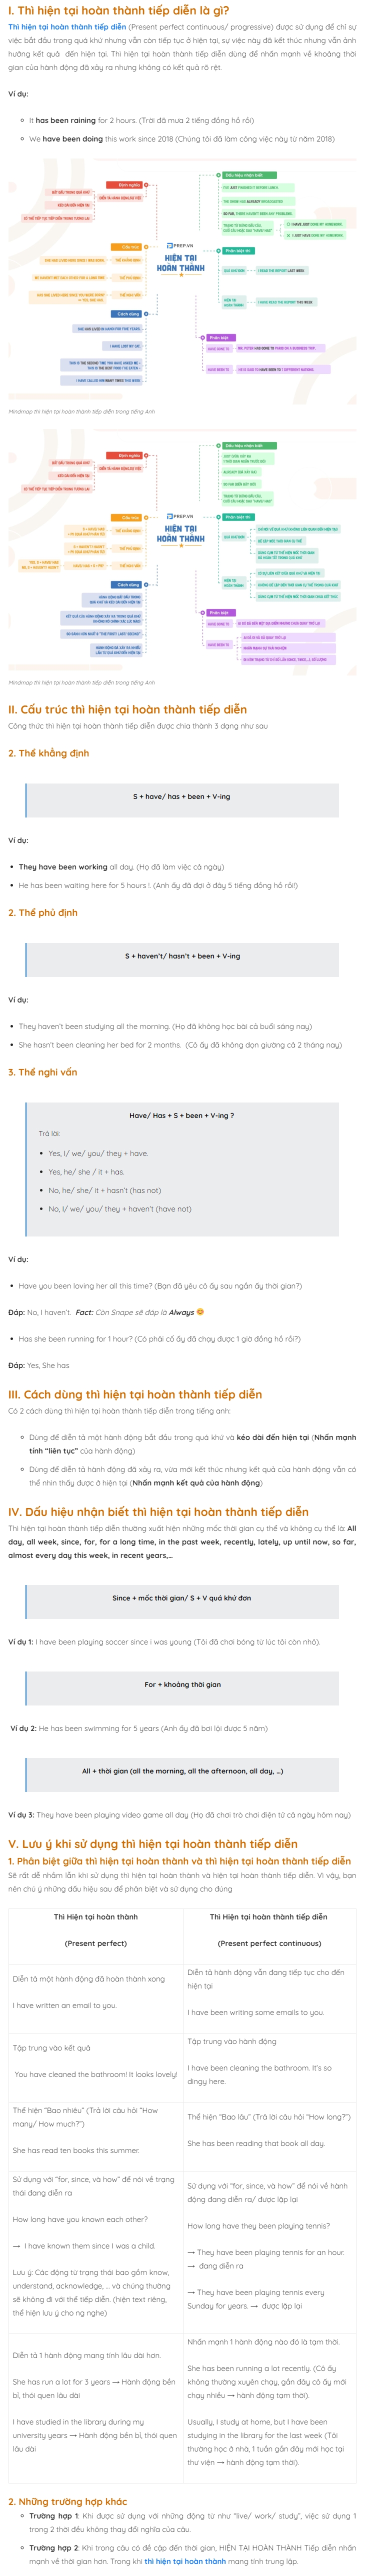 I. Thì hiện tại hoàn thành tiếp diễn là gì?
Thì hiện tại hoàn thành tiếp diễn (Present perfect continuous/ progressive) được sử dụng để chỉ sự
việc bắt đầu trong quá khứ nhưng vẫn còn tiếp tục ở hiện tại, sự việc này đã kết thúc nhưng vẫn ảnh
hưởng kết quả đến hiện tại. Thì hiện tại hoàn thành tiếp diễn dùng để nhấn mạnh về khoảng thời
gian của hành động đã xảy ra nhưng không có kết quả rõ rệt.
Ví dụ:
It has been raining for 2 hours. (Trời đã mưa 2 tiếng đồng hồ rồi)
We have been doing this work since 2018 (Chúng tôi đã làm công việc này từ năm 2018)
Định nghĩa
Cấu trúc
Cách dùng
PREP.VN
HIỆN TẠI
HOÀN THÀNH
Dấu hiệu nhận biết
Phân biệt thì
Phân biệt
Mindmap thì hiện tại hoàn thành tiếp diễn trong tiếng Anh
Định nghĩa
Cấu trúc
Cách dùng
PREP.VN
HIỆN TẠI
HOÀN THÀNH
Dấu hiệu nhận biết
Phân biệt thì
Phân biệt
Mindmap thì hiện tại hoàn thành tiếp diễn trong tiếng Anh
II. Cấu trúc thì hiện tại hoàn thành tiếp diễn
Công thức thì hiện tại hoàn thành tiếp diễn được chia thành 3 dạng như sau
2. Thể khẳng định
S + have/ has + been + V-ing
Ví dụ:
They have been working all day. (Họ đã làm việc cả ngày)
He has been waiting here for 5 hours !. (Anh ấy đã đợi ở đây 5 tiếng đồng hồ rồi!)
2. Thể phủ định
S + haven't/ hasn't + been + V-ing
Ví dụ:
They haven't been studying all the morning. (Họ đã không học bài cả buổi sáng nay)
She hasn't been cleaning her bed for 2 months. (Cô ấy đã không dọn giường cả 2 tháng nay)
3. Thể nghi vấn
Have/ Has + S + been + V-ing ?
Trả lời:
Yes, I/ we/ you/ they + have.
Yes, he/ she / it + has.
No, he/ she/ it + hasn't (has not)
No, I/ we/ you/ they + haven't (have not)
Ví dụ:
Have you been loving her all this time? (Bạn đã yêu cô ấy sau ngần ấy thời gian?)
Đáp: No, I haven't. Fact: Còn Snape sẽ đáp là Always 😊
Has she been running for 1 hour? (Có phải cố ấy đã chạy được 1 giờ đồng hồ rồi?)
Đáp: Yes, She has
III. Cách dùng thì hiện tại hoàn thành tiếp diễn
Có 2 cách dùng thì hiện tại hoàn thành tiếp diễn trong tiếng anh:
Dùng để diễn tả một hành động bắt đầu trong quá khứ và kéo dài đến hiện tại (Nhấn mạnh
tính "liên tục" của hành động)
Dùng để diễn tả hành động đã xảy ra, vừa mới kết thúc nhưng kết quả của hành động vẫn có
thể nhìn thấy được ở hiện tại (Nhấn mạnh kết quả của hành động)
IV. Dấu hiệu nhận biết thì hiện tại hoàn thành tiếp diễn
Thì hiện tại hoàn thành tiếp diễn thường xuất hiện những mốc thời gian cụ thể và không cụ thể là: All
day, all week, since, for, for a long time, in the past week, recently, lately, up until now, so far,
almost every day this week, in recent years,…
Since + mốc thời gian/ S + V quá khứ đơn
Ví dụ 1: I have been playing soccer since i was young (Tôi đã chơi bóng từ lúc tôi còn nhỏ).
For + khoảng thời gian
Ví dụ 2: He has been swimming for 5 years (Anh ấy đã bơi lội được 5 năm)
All + thời gian (all the morning, all the afternoon, all day, …)
Ví dụ 3: They have been playing video game all day (Họ đã chơi trò chơi điện tử cả ngày hôm nay)
V. Lưu ý khi sử dụng thì hiện tại hoàn thành tiếp diễn
1. Phân biệt giữa thì hiện tại hoàn thành và thì hiện tại hoàn thành tiếp diễn
Sẽ rất dễ nhầm lẫn khi sử dụng thì hiện tại hoàn thành và hiện tại hoàn thành tiếp diễn. Vì vậy, bạn
nên chú ý những dấu hiệu sau để phân biệt và sử dụng cho đúng
Thì Hiện tại hoàn thành
(Present perfect)
Thì Hiện tại hoàn thành tiếp diễn
(Present perfect continuous)
Diễn tả một hành động đã hoàn thành xong
I have written an email to you.
Diễn tả hành động vẫn đang tiếp tục cho đến
hiện tại
I have been writing some emails to you.
Tập trung vào kết quả
You have cleaned the bathroom! It looks lovely!
Tập trung vào hành động
I have been cleaning the bathroom. It's so
dingy here.
Thể hiện "Bao nhiêu" (Trả lời câu hỏi "How
many/ How much?")
She has read ten books this summer.
Thể hiện "Bao lâu" (Trả lời câu hỏi "How long?")
She has been reading that book all day.
Sử dụng với "for, since, và how" để nói về trạng
thái đang diễn ra
How long have you known each other?
→ I have known them since I was a child.
Lưu ý: Các động từ trạng thái bao gồm know,
understand, acknowledge, … và chúng thường
sẽ không đi với thể tiếp diễn. (hiện text riêng,
thể hiện lưu ý cho ng nghe)
Sử dụng với "for, since, và how" để nói về hành
động đang diễn ra/ được lặp lại
How long have they been playing tennis?
→ They have been playing tennis for an hour.
→ đang diễn ra
→ They have been playing tennis every
Sunday for years. → được lặp lại
Diễn tả 1 hành động mang tính lâu dài hơn.
She has run a lot for 3 years → Hành động bền
bỉ, thói quen lâu dài
I have studied in the library during my
university years → Hành động bền bỉ, thói quen
lâu dài
Nhấn mạnh 1 hành động nào đó là tạm thời.
She has been running a lot recently. (Cô ấy
không thường xuyên chạy, gần đây cô ấy mới
chạy nhiều → hành động tạm thời).
Usually, I study at home, but I have been
studying in the library for the last week (Tôi
thường học ở nhà, 1 tuần gần đây mới học tại
thư viện → hành động tạm thời).
2. Những trường hợp khác
Trường hợp 1: Khi được sử dụng với những động từ như "live/ work/ study", việc sử dụng 1
trong 2 thời đều không thay đổi nghĩa của câu.
Trường hợp 2: Khi trong câu có đề cập đến thời gian, HIỆN TẠI HOÀN THÀNH Tiếp diễn nhấn
mạnh về thời gian hơn. Trong khi thì hiện tại hoàn thành mang tính trung lập.